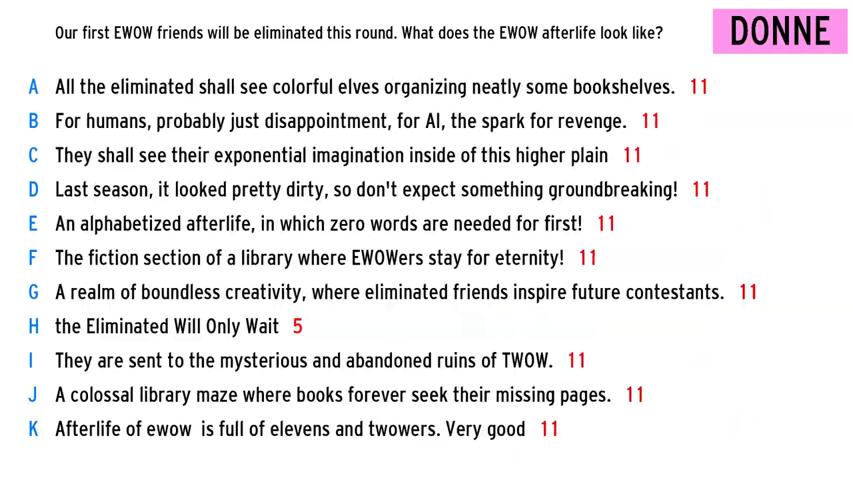 Our first EWOW friends will be eliminated this round. What does the EWOW afterlife look like?
DONNE
A All the eliminated shall see colorful elves organizing neatly some bookshelves. 11
B For humans, probably just disappointment, for AI, the spark for revenge. 11
C They shall see their exponential imagination inside of this higher plain 11
D Last season, it looked pretty dirty, so don't expect something groundbreaking! 11
E An alphabetized afterlife, in which zero words are needed for first! 11
F The fiction section of a library where EWOWers stay for eternity! 11
G A realm of boundless creativity, where eliminated friends inspire future contestants. 11
H the Eliminated Will Only Wait 5
I They are sent to the mysterious and abandoned ruins of TWOW. 11
J A colossal library maze where books forever seek their missing pages. 11
K Afterlife of ewow  is full of elevens and twowers. Very good 11